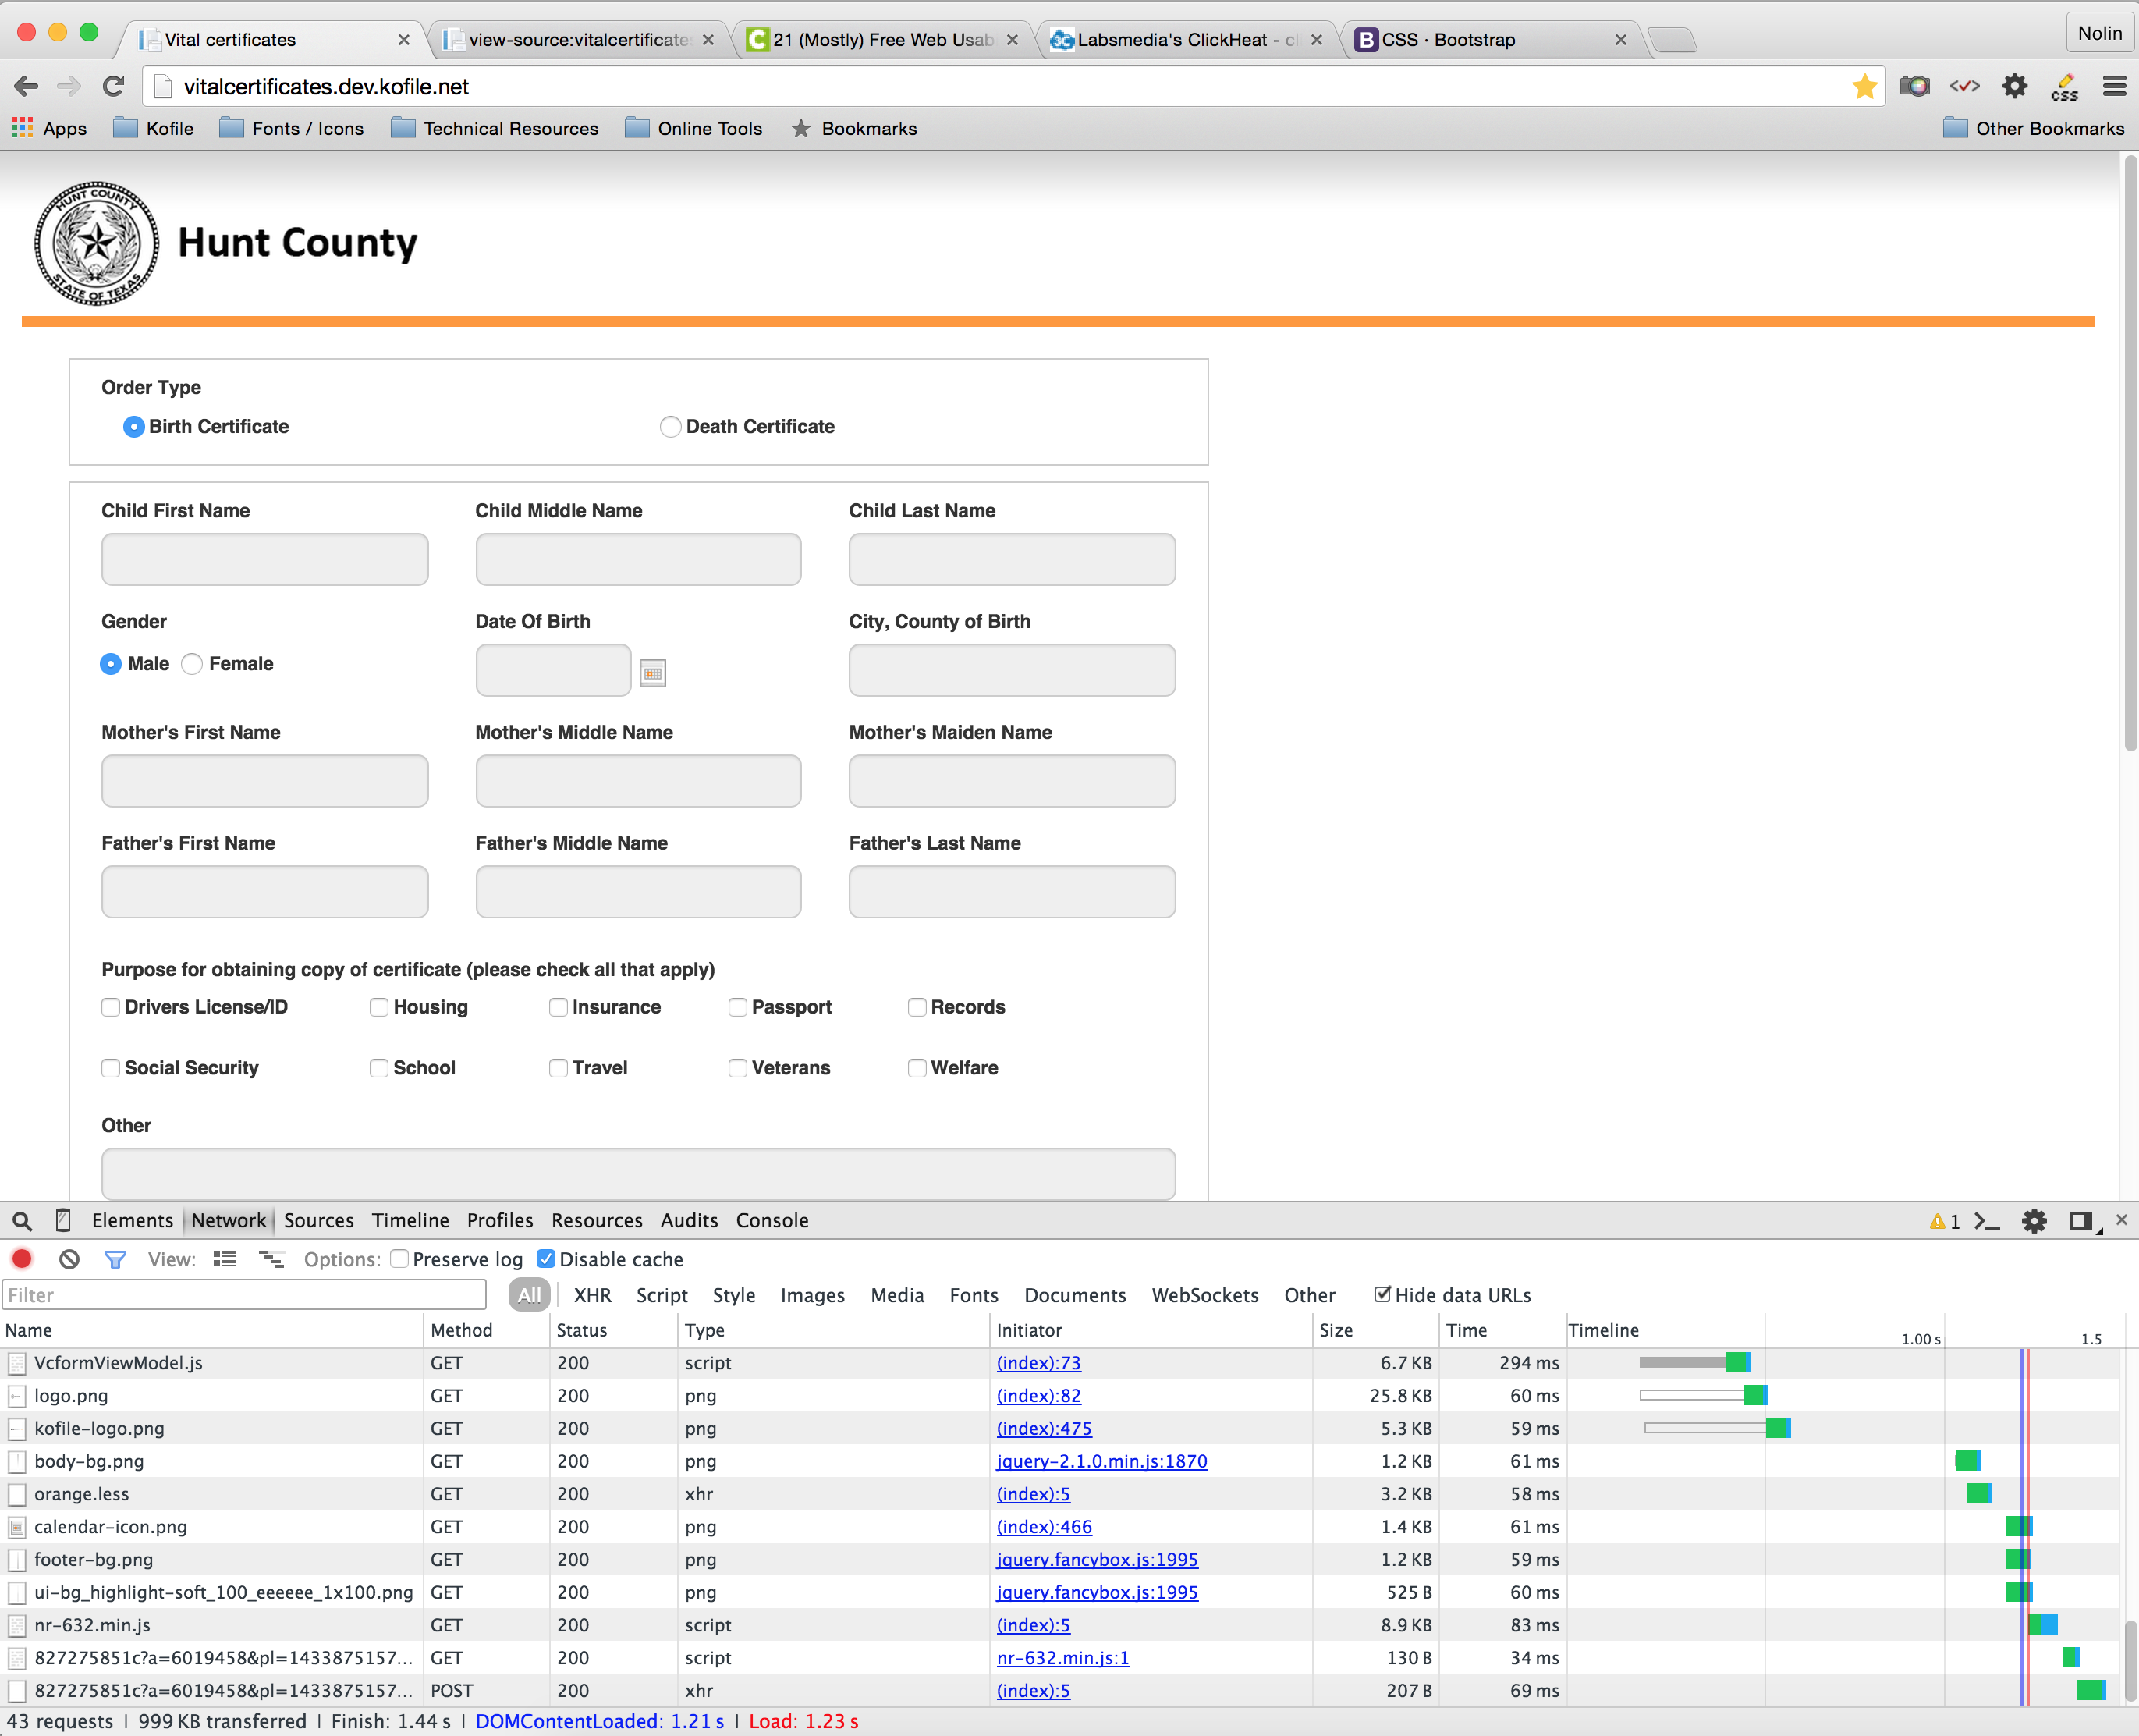 Vital certificates
view-source:vitalcertificate
21 (Mostly) Free Web Usab
Labsmedia's ClickHeat - cl
CSS · Bootstrap
Nolin
vitalcertificates.dev.kofile.net
css
Apps Kofile Fonts / Icons Technical Resources Online Tools Bookmarks Other Bookmarks
HUNT COUNTY
STATE OF TEXAS
Hunt County
Order Type
Birth Certificate Death Certificate
Child First Name Child Middle Name Child Last Name
Gender Date Of Birth City, County of Birth
Male Female
Mother's First Name Mother's Middle Name Mother's Maiden Name
Father's First Name Father's Middle Name Father's Last Name
Purpose for obtaining copy of certificate (please check all that apply)
Drivers License/ID Housing Insurance Passport Records
Social Security School Travel Veterans Welfare
Other
Elements Network Sources Timeline Profiles Resources Audits Console 1
View: Options: Preserve log Disable cache
Filter All XHR Script Style Images Media Fonts Documents WebSockets Other Hide data URLs
Name Method Status Type Initiator Size Time Timeline 1.00 s 1.5
VcformViewModel.js GET 200 script (index):73 6.7 KB 294 ms
logo.png GET 200 png (index):82 25.8 KB 60 ms
kofile-logo.png GET 200 png (index):475 5.3 KB 59 ms
body-bg.png GET 200 png jquery-2.1.0.min.js:1870 1.2 KB 61 ms
orange.less GET 200 xhr (index):5 3.2 KB 58 ms
calendar-icon.png GET 200 png (index):466 1.4 KB 61 ms
footer-bg.png GET 200 png jquery.fancybox.js:1995 1.2 KB 59 ms
ui-bg_highlight-soft_100_eeeeee_1x100.png GET 200 png jquery.fancybox.js:1995 525 B 60 ms
nr-632.min.js GET 200 script (index):5 8.9 KB 83 ms
827275851c?a=6019458&pl=1433875157... GET 200 script nr-632.min.js:1 130 B 34 ms
827275851c?a=6019458&pl=1433875157... POST 200 xhr (index):5 207 B 69 ms
43 requests | 999 KB transferred | Finish: 1.44 s | DOMContentLoaded: 1.21 s | Load: 1.23 s